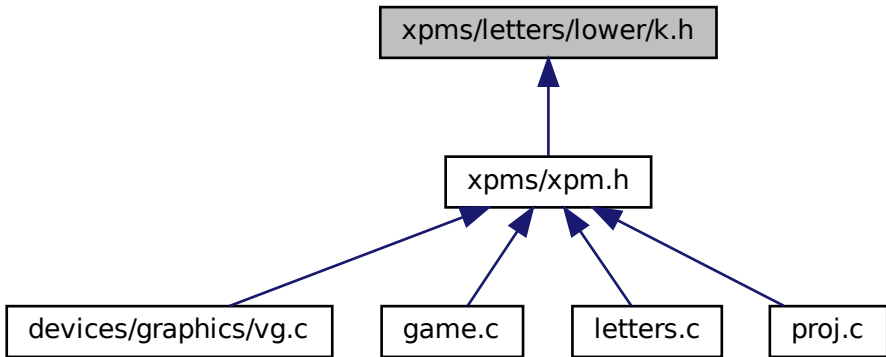 xpms/letters/lower/k.h
xpms/xpm.h
devices/graphics/vg.c
game.c
letters.c
proj.c